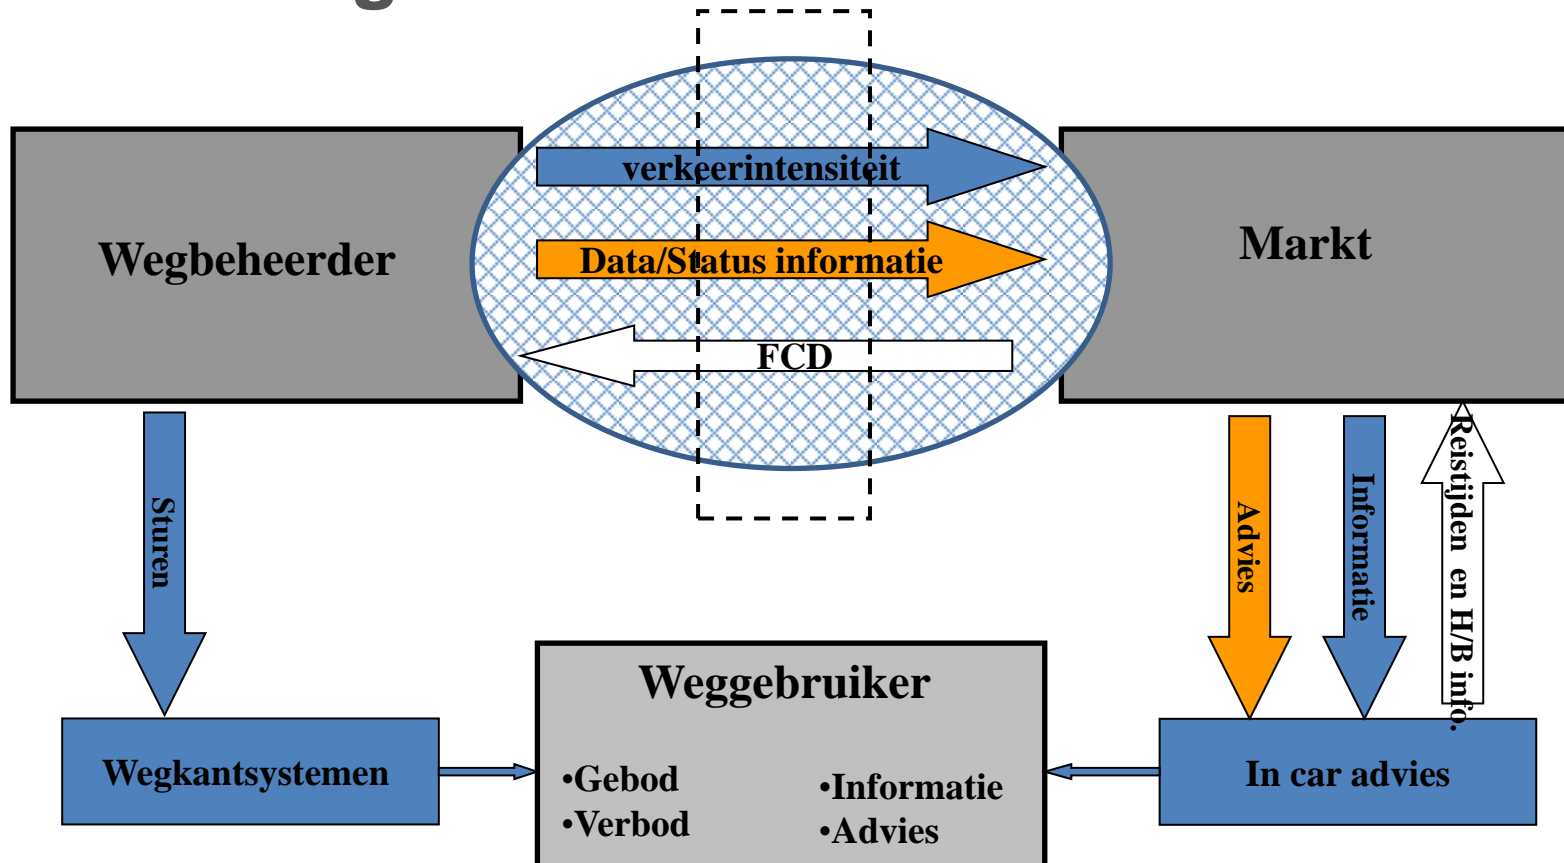 verkeerintensiteit
Wegbeheerder
Data/Status informatie
Markt
FCD
Sturen
Advies
Informatie
Reistijden en H/B info.
Weggebruiker
Wegkantsystemen
•Gebod
•Verbod
•Informatie
•Advies
In car advies